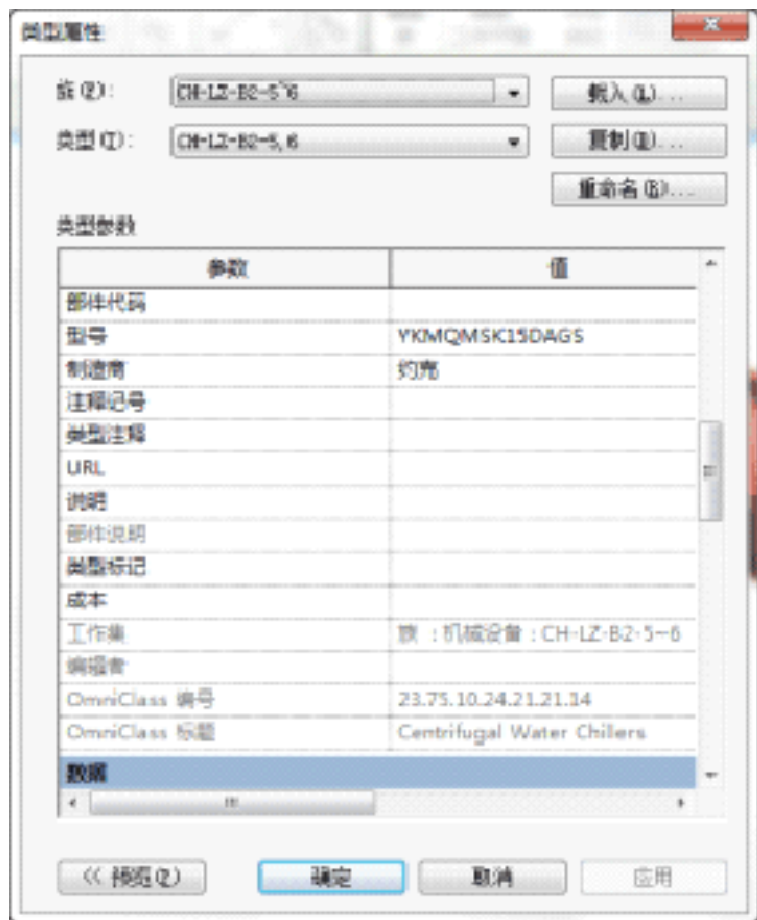 类型属性
族(F): CH-LZ-B2-5~6 载入(L)...
类型(T): CH-LZ-B2-5,6 复制(D)...
重命名(R)...
类型参数
参数 值
部件代码
型号 YKMQMSK15DAGS
制造商 约克
注释记号
类型注释
URL
说明
部件说明
类型标记
成本
工作集 族 : 机械设备 : CH-LZ-B2-5~6
编辑者
OmniClass 编号 23.75.10.24.21.21.14
OmniClass 标题 Centrifugal Water Chillers
数据
<< 预览(P) 确定 取消 应用